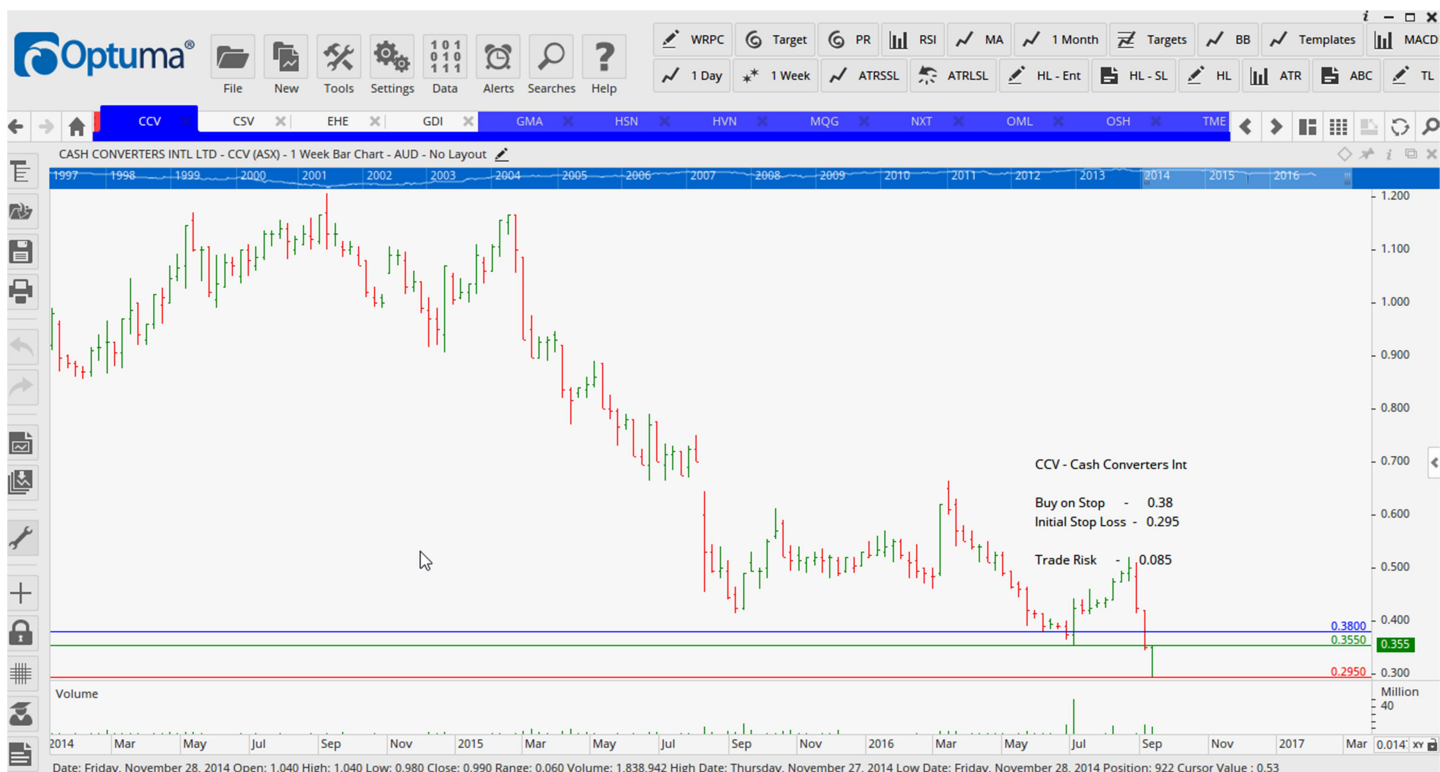 Optuma®
File New Tools Settings Data Alerts Searches Help
WRPC Target PR RSI MA 1 Month Targets BB Templates MACD
1 Day 1 Week ATRSSL ATRLSL HL - Ent HL - SL HL ATR ABC TL
CCV CSV EHE GDI GMA HSN HVN MQG NXT OML OSH TME
CASH CONVERTERS INTL LTD - CCV (ASX) - 1 Week Bar Chart - AUD - No Layout
1997 1998 1999 2000 2001 2002 2003 2004 2005 2006 2007 2008 2009 2010 2011 2012 2013 2014 2015 2016
1.200
1.100
1.000
0.900
0.800
0.700
CCV - Cash Converters Int
Buy on Stop - 0.38
0.600
Initial Stop Loss - 0.295
Trade Risk - 0.085
0.500
0.400
0.3800
0.3550 0.355
0.2950 0.300
Volume Million
40
2014 Mar May Jul Sep Nov 2015 Mar May Jul Sep Nov 2016 Mar May Jul Sep Nov 2017 Mar 0.014 XY
Date: Friday, November 28, 2014 Open: 1.040 High: 1.040 Low: 0.980 Close: 0.990 Range: 0.060 Volume: 1,838,942 High Date: Thursday, November 27, 2014 Low Date: Friday, November 28, 2014 Position: 922 Cursor Value : 0.53